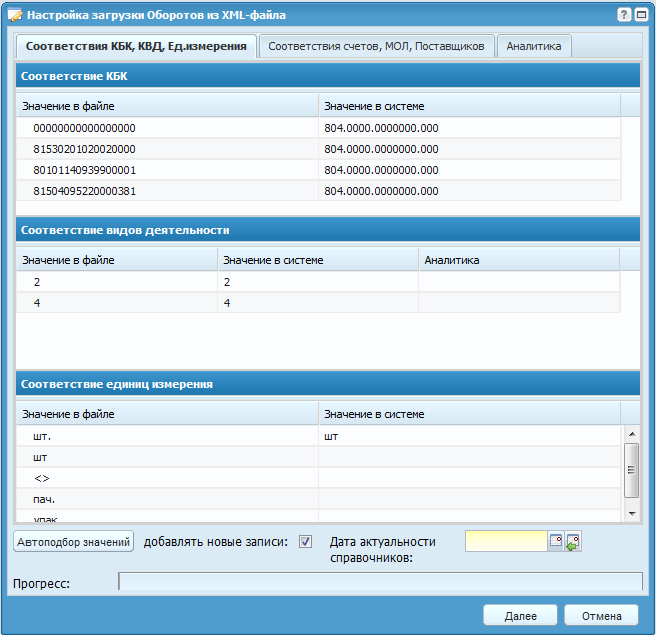 Настройка загрузки Оборотов из XML-файла
Соответствия КБК, КВД, Ед.измерения Соответствия счетов, МОЛ, Поставщиков Аналитика
Соответствие КБК
Значение в файле Значение в системе
00000000000000000 804.0000.0000000.000
81530201020020000 804.0000.0000000.000
80101140939900001 804.0000.0000000.000
81504095220000381 804.0000.0000000.000
Соответствие видов деятельности
Значение в файле Значение в системе Аналитика
2 2
4 4
Соответствие единиц измерения
Значение в файле Значение в системе
шт. шт
шт
<>
пач.
упак
Автоподбор значений добавлять новые записи: Дата актуальности
справочников:
Прогресс:
Далее Отмена